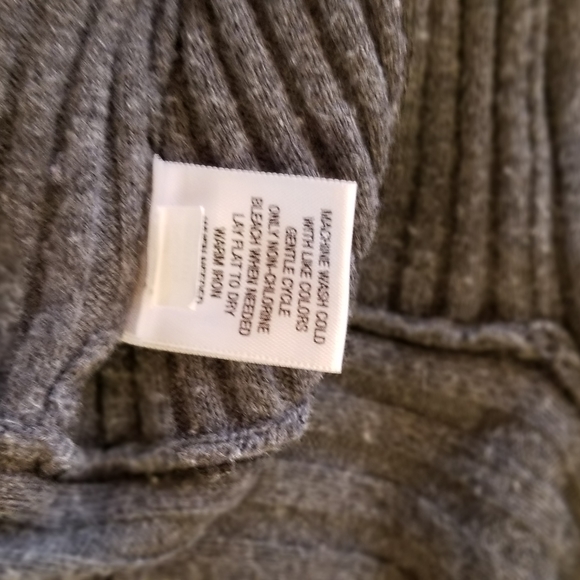 MACHINE WASH COLD
WITH LIKE COLORS
GENTLE CYCLE
ONLY NON-CHLORINE
BLEACH WHEN NEEDED
LAY FLAT TO DRY
WARM IRON